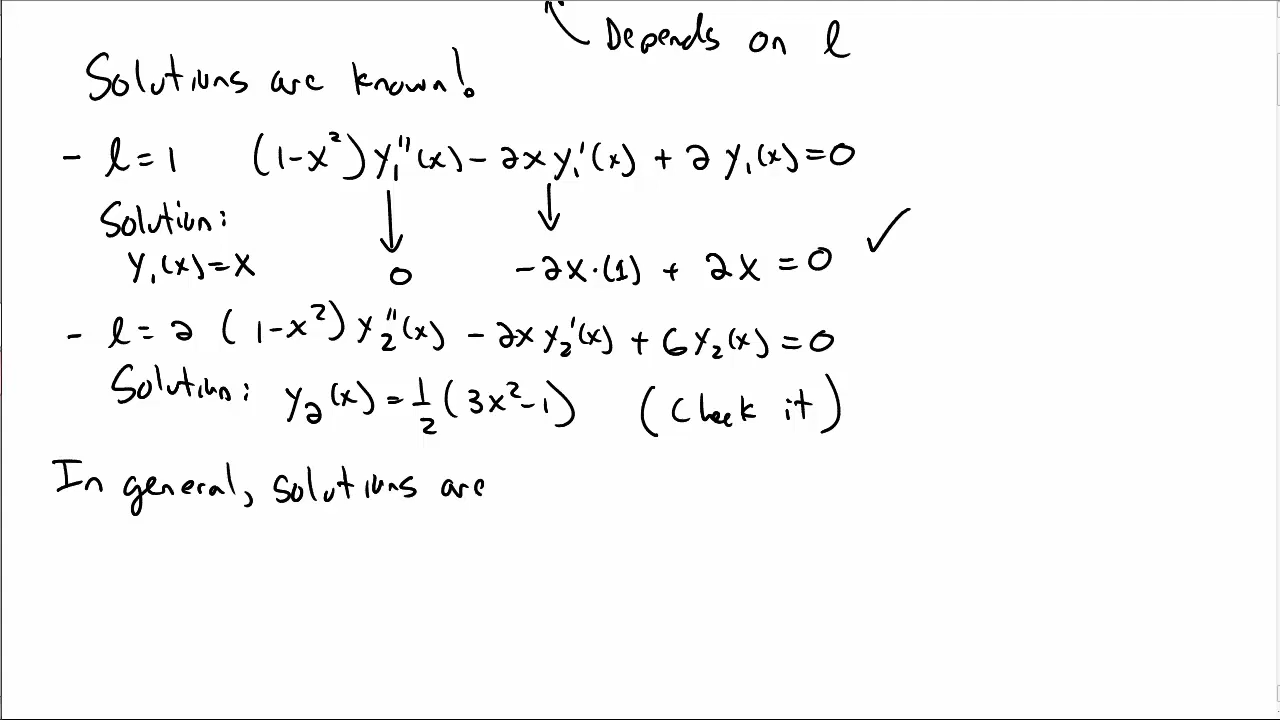 Depends on l
Solutions are known!
- l=1 (1-x²) y₁''(x) - 2x y₁'(x) + 2 y₁(x) = 0
Solution:
y₁(x) = x 0 -2x·(1) + 2x = 0 ✓
- l=2 (1-x²) y₂''(x) - 2x y₂'(x) + 6 y₂(x) = 0
Solution: y₂(x) = 1/2 (3x²-1) (Check it)
In general, solutions are